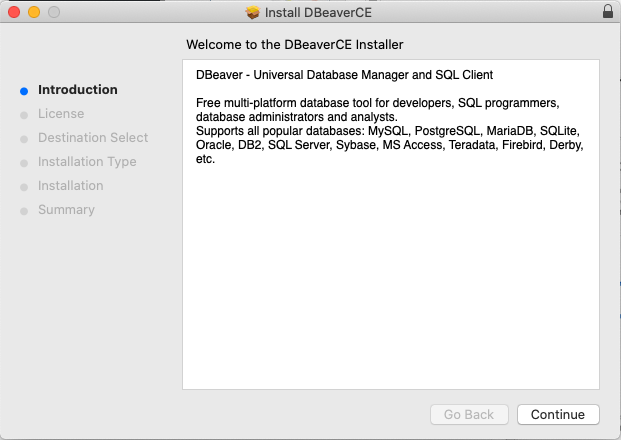 Install DBeaverCE
Welcome to the DBeaverCE Installer
Introduction
License
Destination Select
Installation Type
Installation
Summary
DBeaver - Universal Database Manager and SQL Client
Free multi-platform database tool for developers, SQL programmers,
database administrators and analysts.
Supports all popular databases: MySQL, PostgreSQL, MariaDB, SQLite,
Oracle, DB2, SQL Server, Sybase, MS Access, Teradata, Firebird, Derby,
etc.
Go Back
Continue